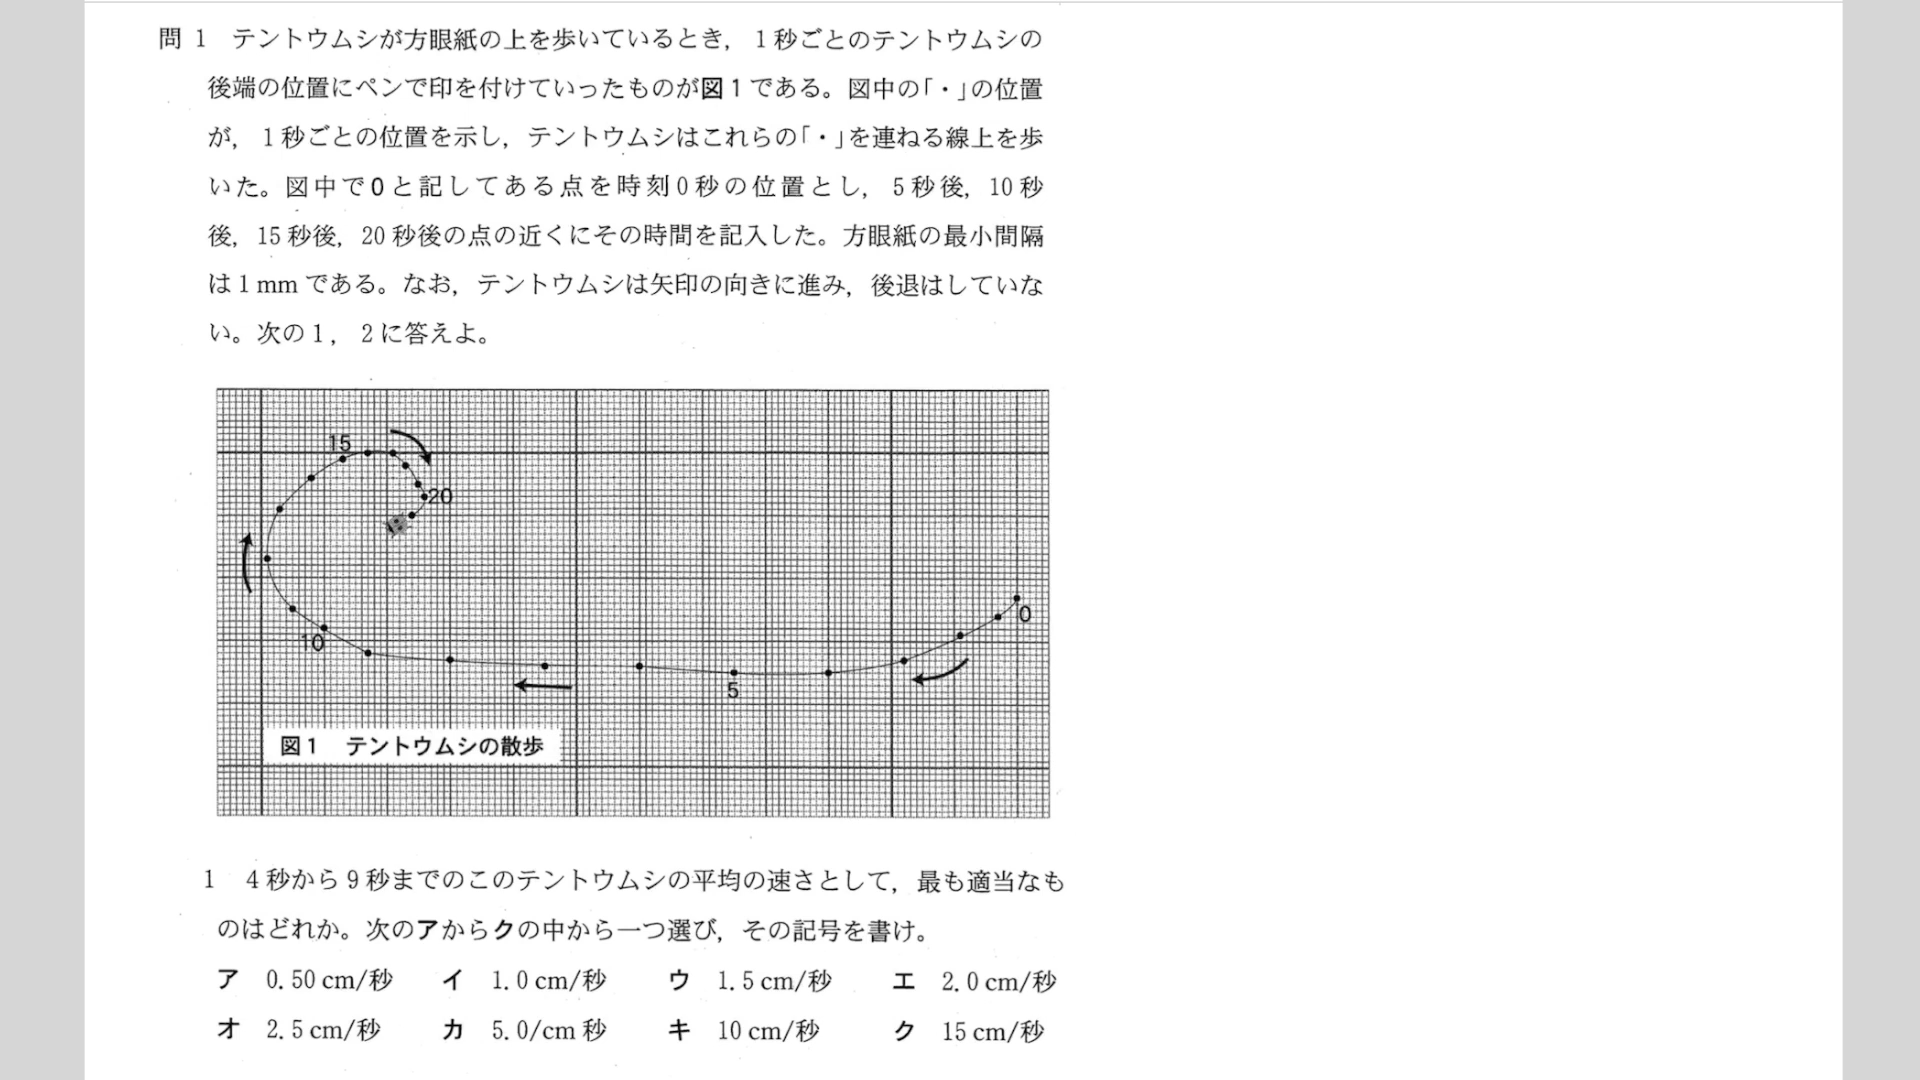 問 1 テントウムシが方眼紙の上を歩いているとき，1秒ごとのテントウムシの
後端の位置にペンで印を付けていったものが図1である。図中の「・」の位置
が，1秒ごとの位置を示し，テントウムシはこれらの「・」を連ねる線上を歩
いた。図中で0と記してある点を時刻0秒の位置とし，5秒後，10秒
後，15秒後，20秒後の点の近くにその時間を記入した。方眼紙の最小間隔
は1mmである。なお，テントウムシは矢印の向きに進み，後退はしていな
い。次の1，2に答えよ。
15
20
0
10
5
図1 テントウムシの散歩
1 4秒から9秒までのこのテントウムシの平均の速さとして，最も適当なも
のはどれか。次のアからクの中から一つ選び，その記号を書け。
ア 0.50 cm/秒 イ 1.0 cm/秒 ウ 1.5 cm/秒 エ 2.0 cm/秒
オ 2.5 cm/秒 カ 5.0/cm 秒 キ 10 cm/秒 ク 15 cm/秒